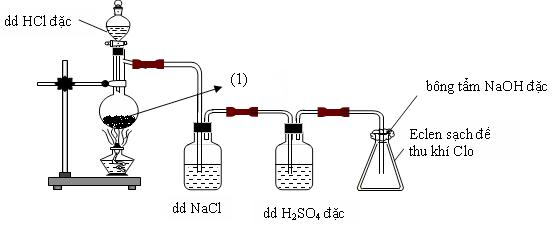 dd HCl đặc
(1)
bông tẩm NaOH đặc
Eclen sạch để
thu khí Clo
dd NaCl
dd H₂SO₄ đặc